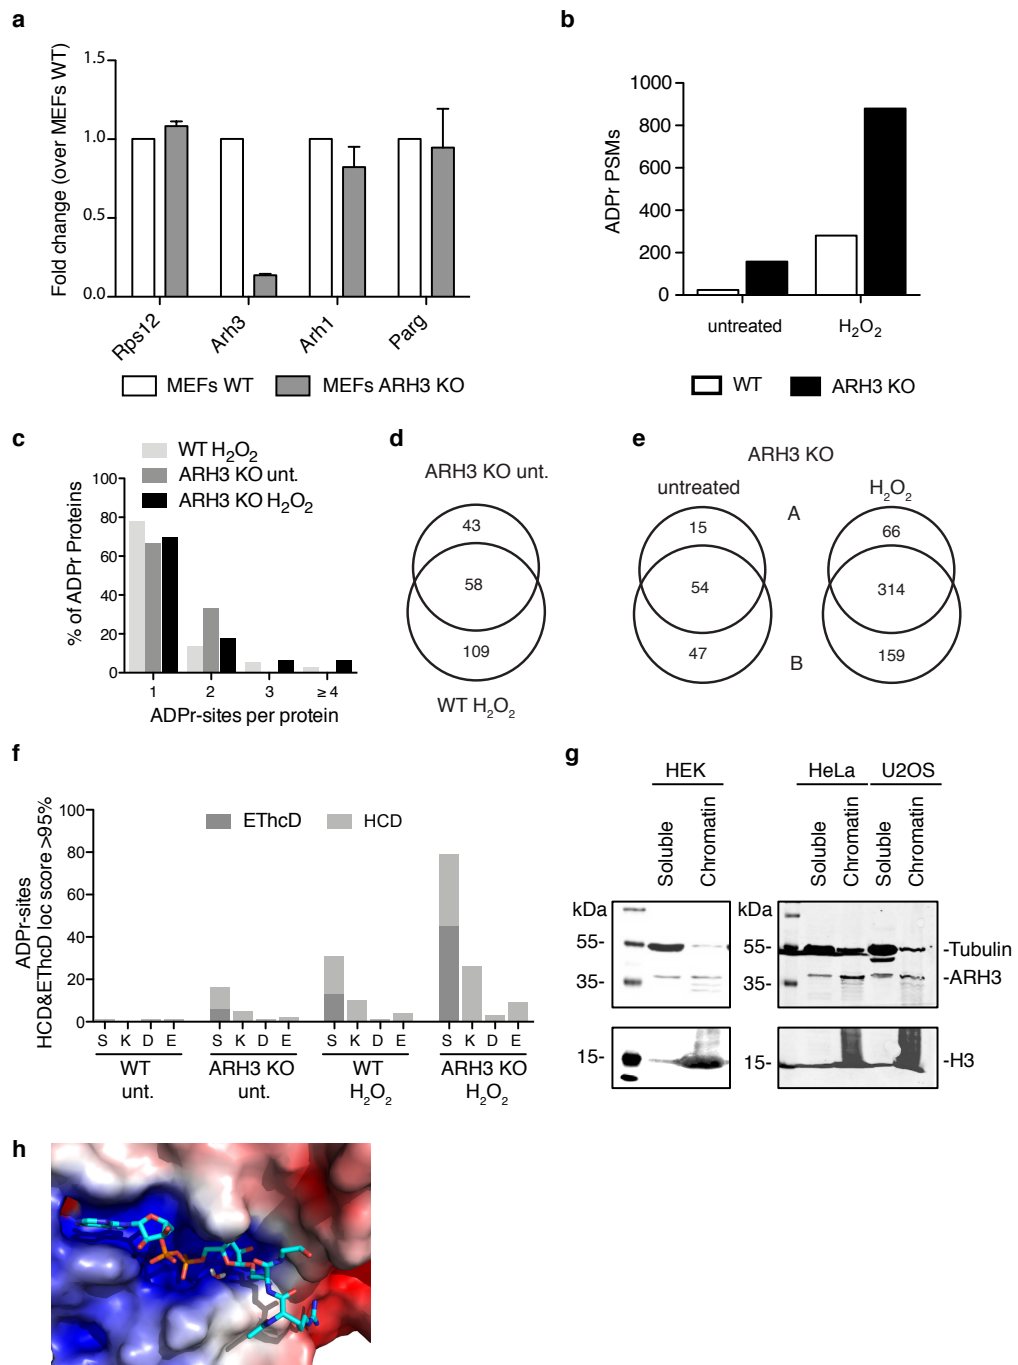 a
Fold change (over MEFs WT)
1.5
1.0
0.5
0.0
Rps12
Arh3
Arh1
Parg
MEFs WT
MEFs ARH3 KO
b
ADPr PSMs
1000
800
600
400
200
0
untreated
H₂O₂
WT
ARH3 KO
c
WT H₂O₂
ARH3 KO unt.
ARH3 KO H₂O₂
% of ADPr Proteins
100
80
60
40
20
0
1 2 3 ≥4
ADPr-sites per protein
d
ARH3 KO unt.
43
58
109
WT H₂O₂
e
ARH3 KO
untreated
H₂O₂
A
15
66
54
314
47
159
B
f
ADPr-sites
HCD&EThcD loc score >95%
100
80
60
40
20
0
EThcD
HCD
S K D E
S K D E
S K D E
S K D E
WT
unt.
ARH3 KO
unt.
WT
H₂O₂
ARH3 KO
H₂O₂
g
HEK
HeLa
U2OS
Soluble
Chromatin
Soluble
Chromatin
Soluble
Chromatin
kDa
55-
35-
15-
kDa
55-
35-
15-
-Tubulin
-ARH3
-H3
h